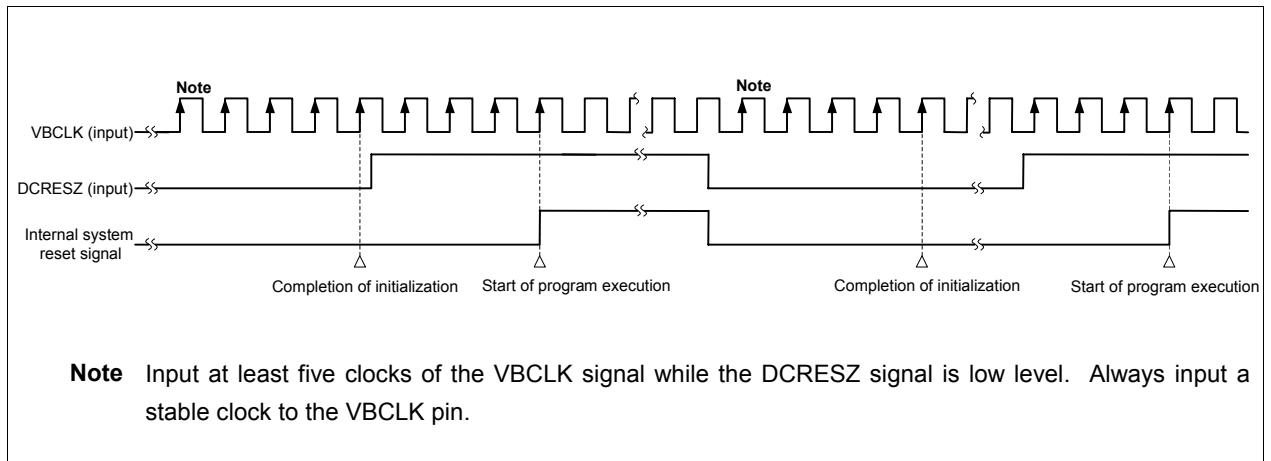 Note
Note
VBCLK (input)
DCRESZ (input)
Internal system
reset signal
Completion of initialization
Start of program execution
Completion of initialization
Start of program execution
Note Input at least five clocks of the VBCLK signal while the DCRESZ signal is low level. Always input a
stable clock to the VBCLK pin.